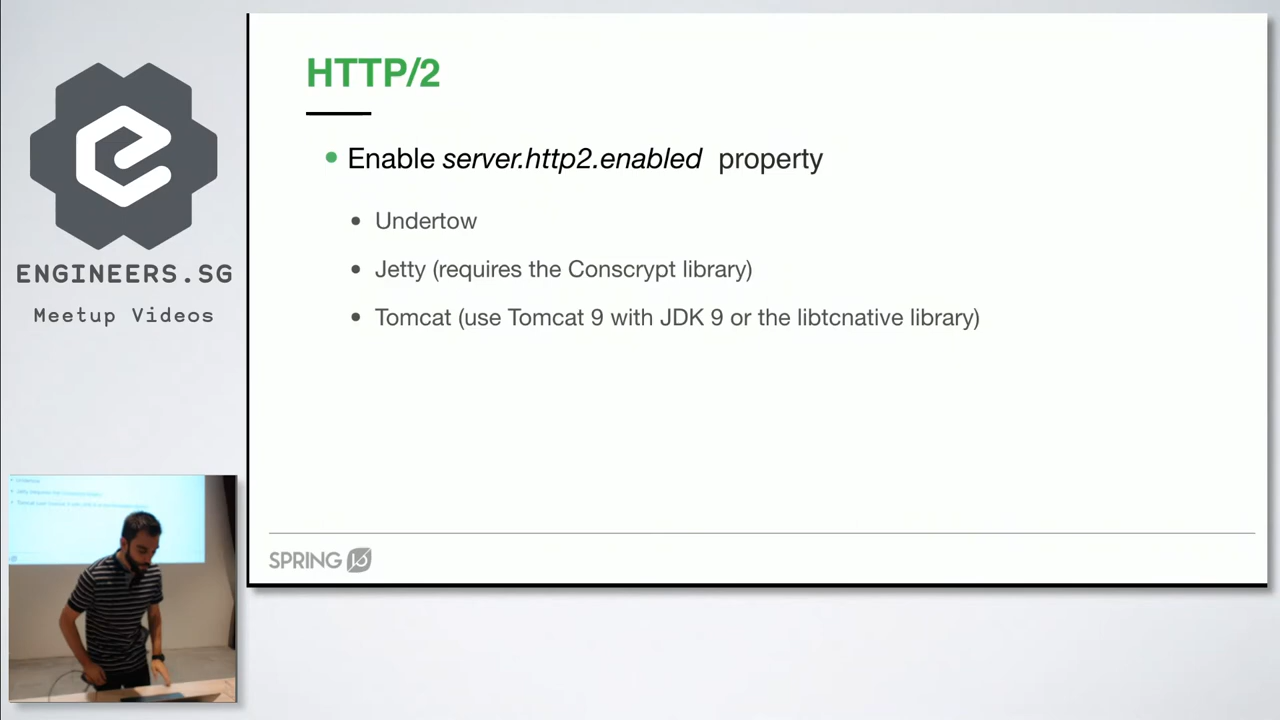 HTTP/2
Enable server.http2.enabled property
Undertow
Jetty (requires the Conscrypt library)
Tomcat (use Tomcat 9 with JDK 9 or the libtcnative library)
SPRING
ENGINEERS.SG
Meetup Videos